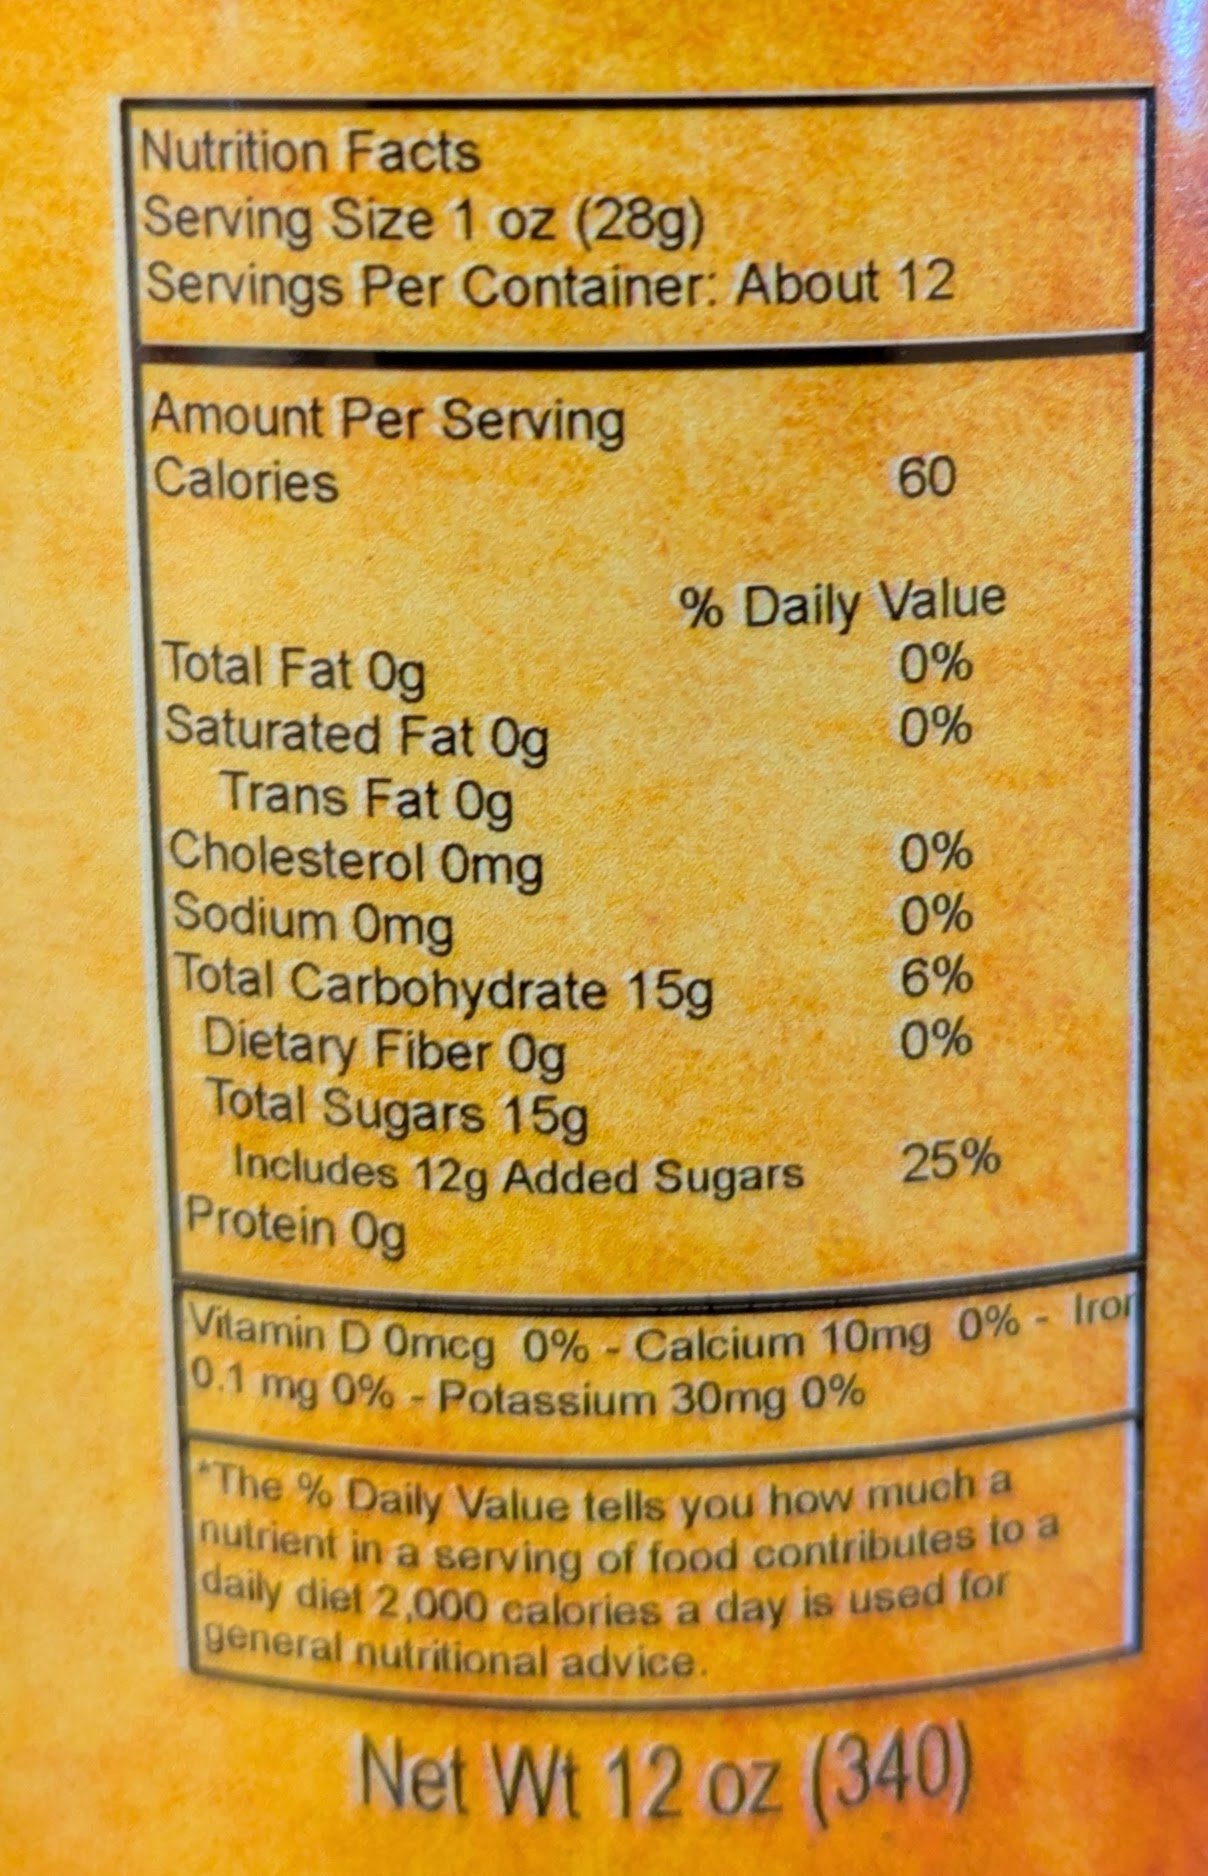 Nutrition Facts
Serving Size 1 oz (28g)
Servings Per Container: About 12
Amount Per Serving
Calories 60
% Daily Value
Total Fat 0g 0%
Saturated Fat 0g 0%
Trans Fat 0g
Cholesterol 0mg 0%
Sodium 0mg 0%
Total Carbohydrate 15g 6%
Dietary Fiber 0g 0%
Total Sugars 15g
Includes 12g Added Sugars 25%
Protein 0g
Vitamin D 0mcg 0% - Calcium 10mg 0% - Iron
0.1 mg 0% - Potassium 30mg 0%
*The % Daily Value tells you how much a
nutrient in a serving of food contributes to a
daily diet 2,000 calories a day is used for
general nutritional advice.
Net Wt 12 oz (340)